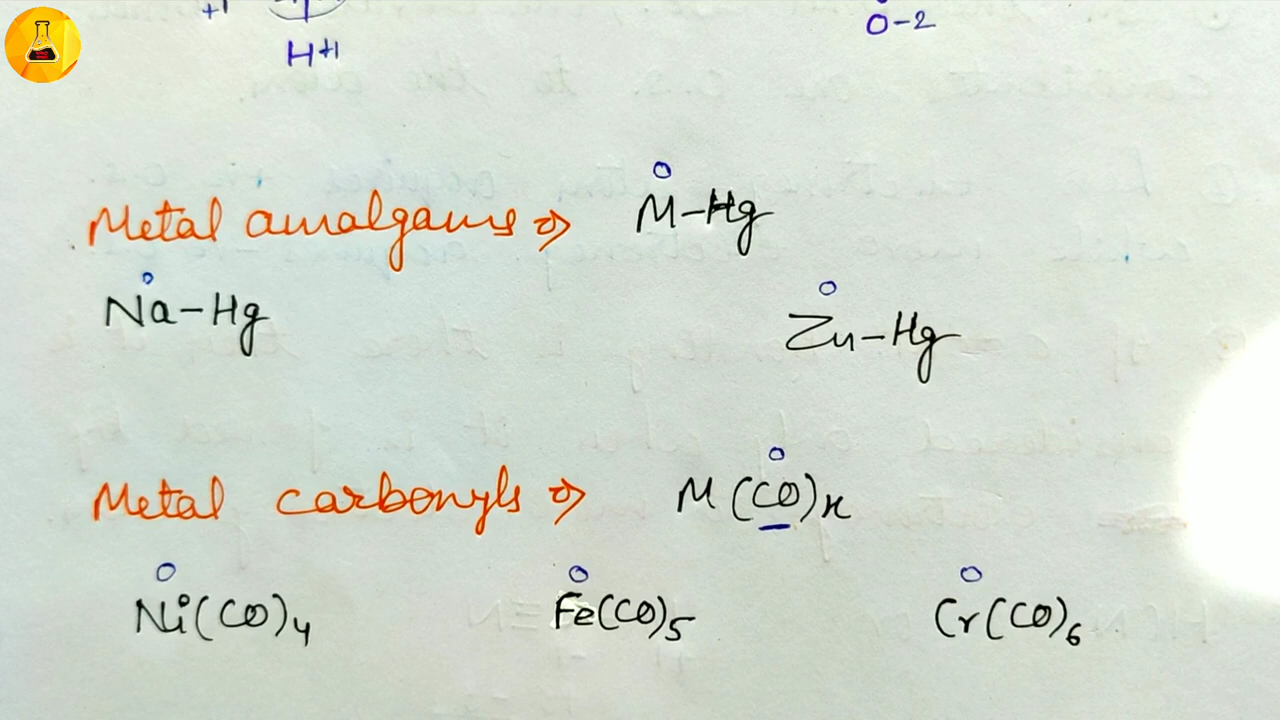 +1
H+1
O-2
O
Metal amalgams ⇒ M-Hg
O O
Na-Hg Zn-Hg
O
Metal carbonyls ⇒ M(CO)x
O O O
Ni(CO)4 Fe(CO)5 Cr(CO)6